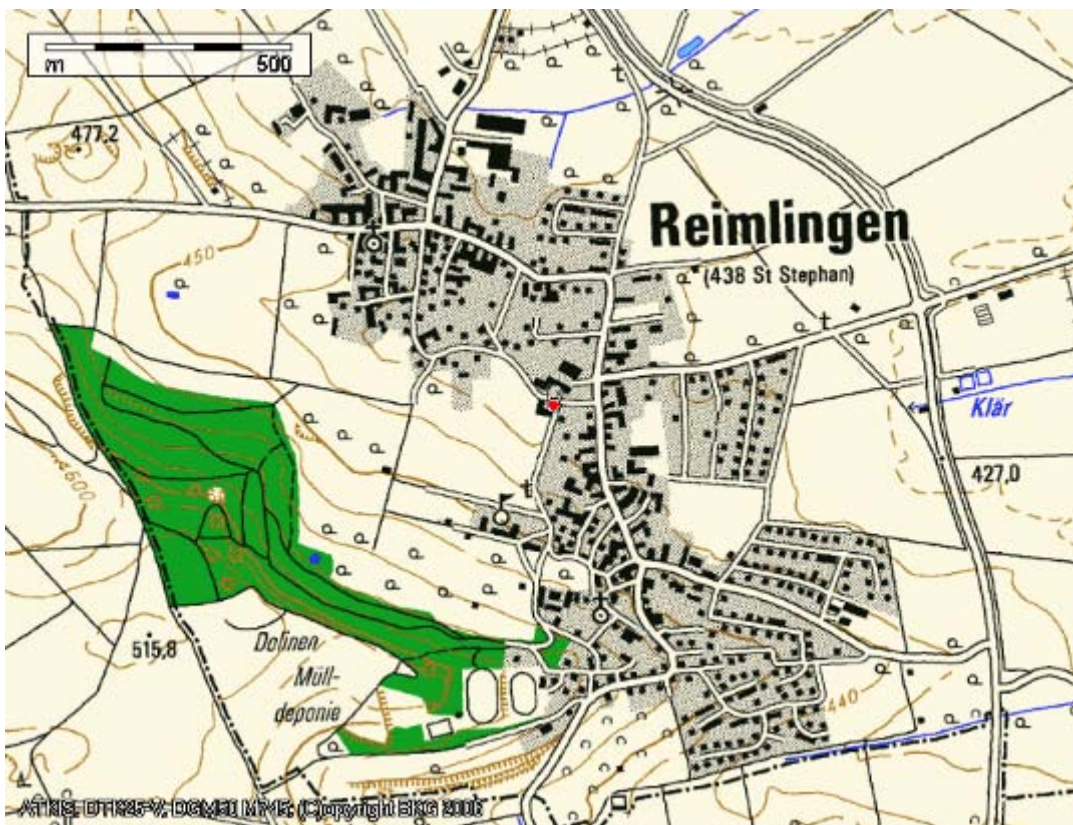 m 500
477,2
Reimlingen
(438 St Stephan)
450
Klär
427,0
515,8
Dolinen
Müll-
deponie
440
ATKIS, DTK25-V, DGM50 M745, (C)opyright BKG 2006